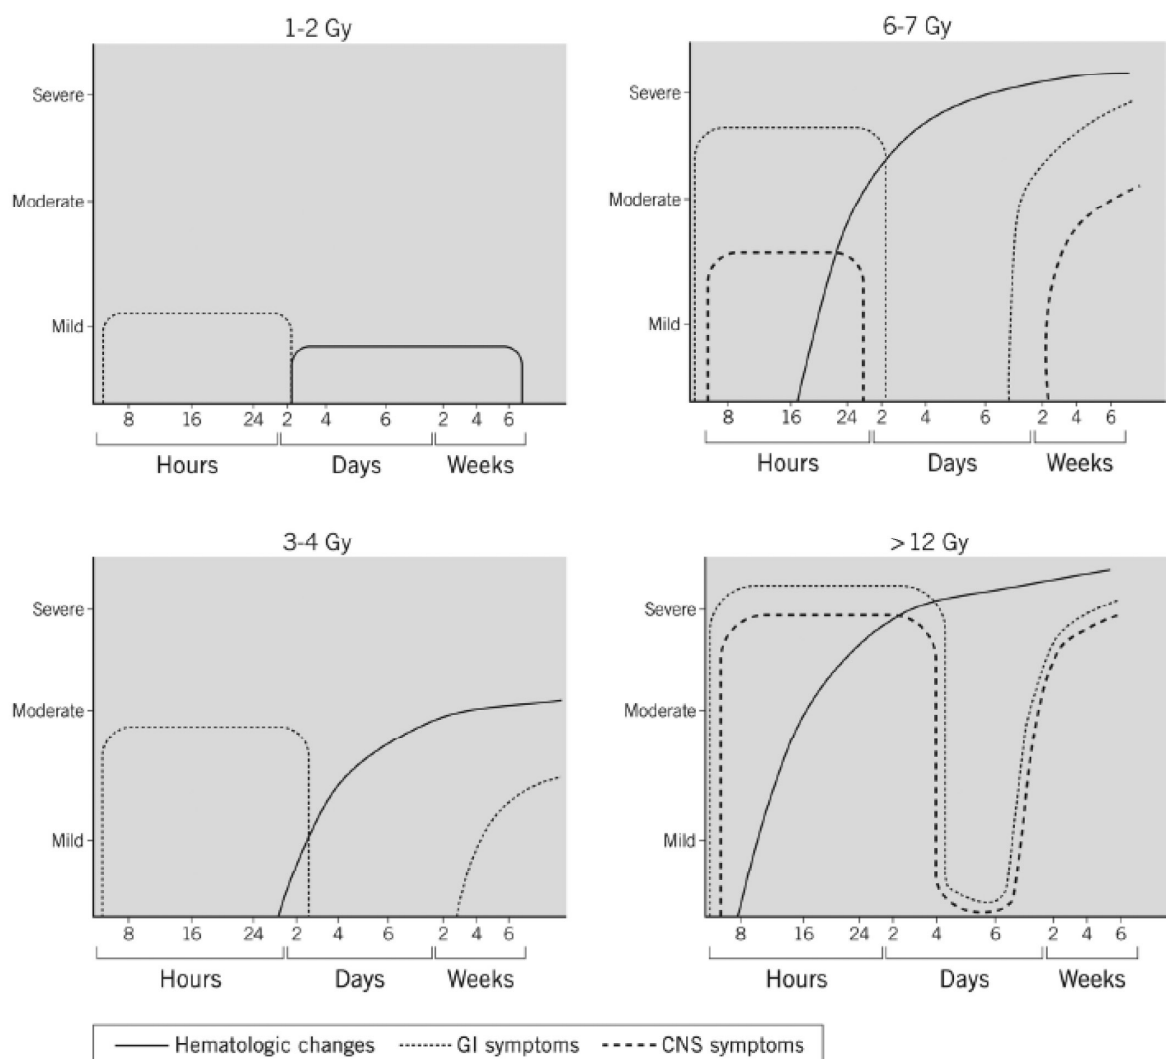 1-2 Gy
Severe
Moderate
Mild
8 16 24 2 4 6 2 4 6
Hours Days Weeks
6-7 Gy
Severe
Moderate
Mild
8 16 24 2 4 6 2 4 6
Hours Days Weeks
3-4 Gy
Severe
Moderate
Mild
8 16 24 2 4 6 2 4 6
Hours Days Weeks
>12 Gy
Severe
Moderate
Mild
8 16 24 2 4 6 2 4 6
Hours Days Weeks
Hematologic changes GI symptoms CNS symptoms